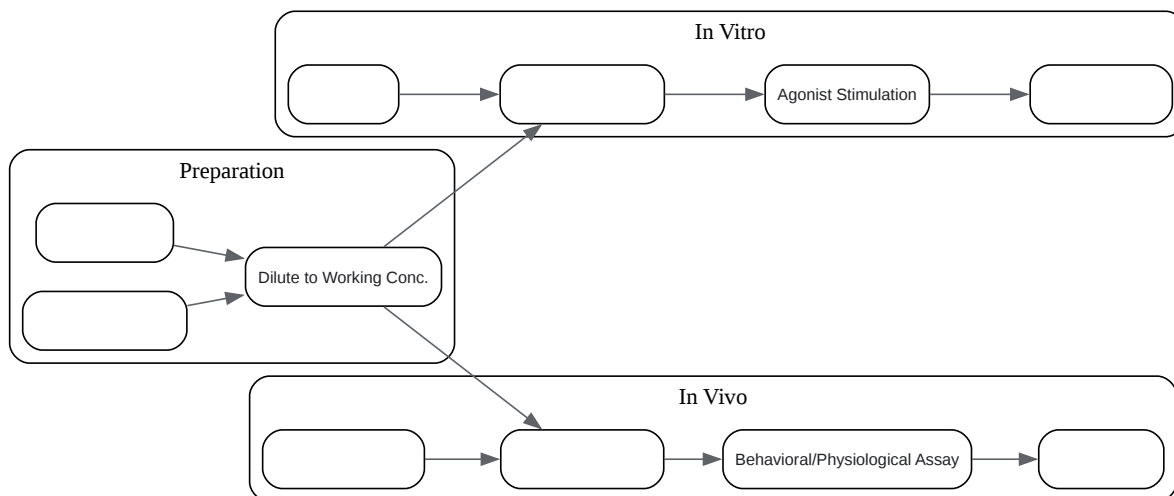 In Vitro
Agonist Stimulation
Preparation
Dilute to Working Conc.
In Vivo
Behavioral/Physiological Assay